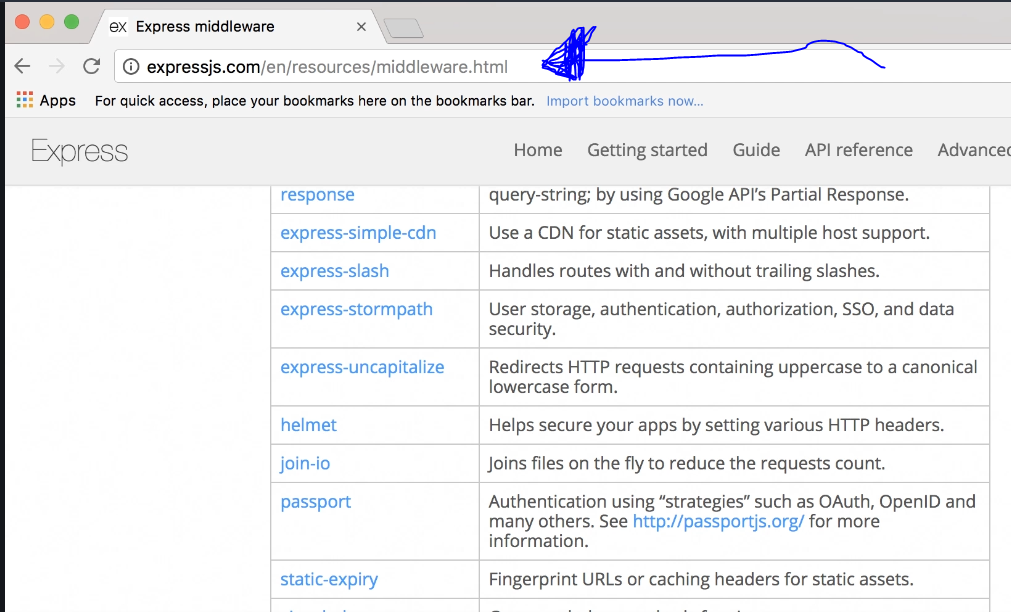 ex Express middleware
expressjs.com/en/resources/middleware.html
Apps For quick access, place your bookmarks here on the bookmarks bar. Import bookmarks now...
Express Home Getting started Guide API reference Advanced
response query-string; by using Google API’s Partial Response.
express-simple-cdn Use a CDN for static assets, with multiple host support.
express-slash Handles routes with and without trailing slashes.
express-stormpath User storage, authentication, authorization, SSO, and data
security.
express-uncapitalize Redirects HTTP requests containing uppercase to a canonical
lowercase form.
helmet Helps secure your apps by setting various HTTP headers.
join-io Joins files on the fly to reduce the requests count.
passport Authentication using “strategies” such as OAuth, OpenID and
many others. See http://passportjs.org/ for more
information.
static-expiry Fingerprint URLs or caching headers for static assets.